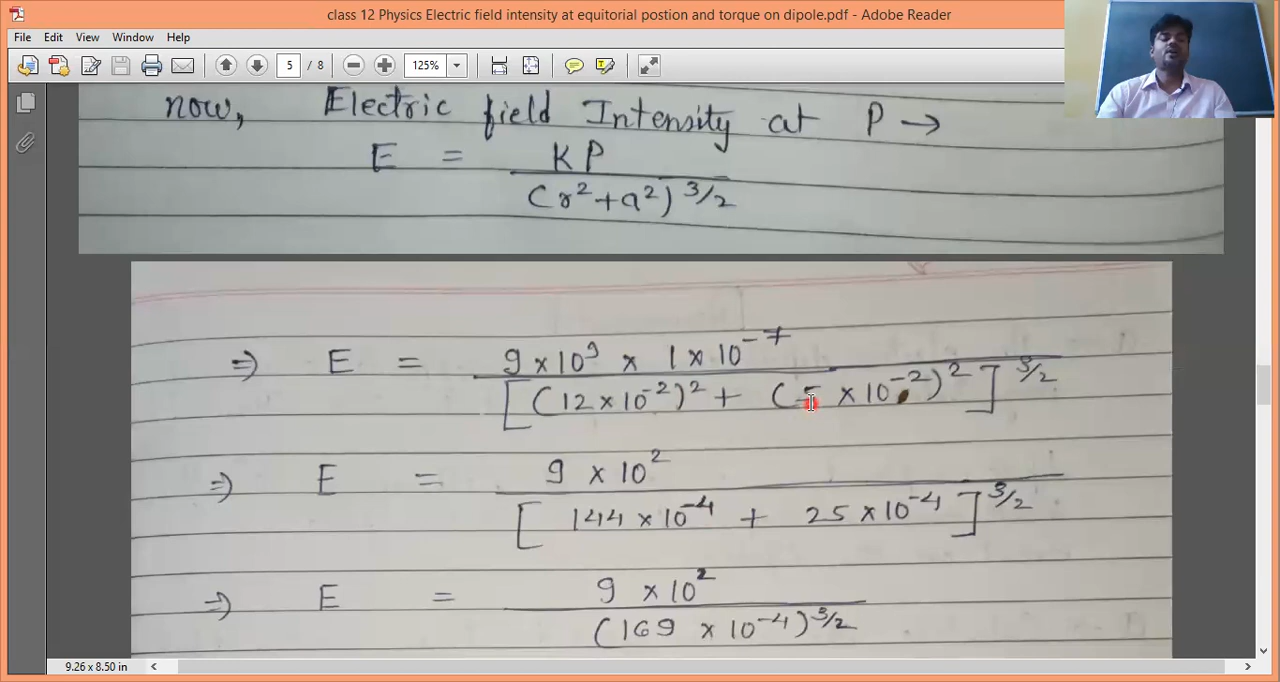 class 12 Physics Electric field intensity at equitorial postion and torque on dipole.pdf - Adobe Reader
File Edit View Window Help
5 / 8 125%
now, Electric field Intensity at P →
E = KP
(r² + a²) 3/2
⇒ E = 9 × 10⁹ × 1 × 10⁻⁷
[(12 × 10⁻²)² + (5 × 10⁻²)²] 3/2
⇒ E = 9 × 10²
[144 × 10⁻⁴ + 25 × 10⁻⁴] 3/2
⇒ E = 9 × 10²
(169 × 10⁻⁴) 3/2
9.26 x 8.50 in